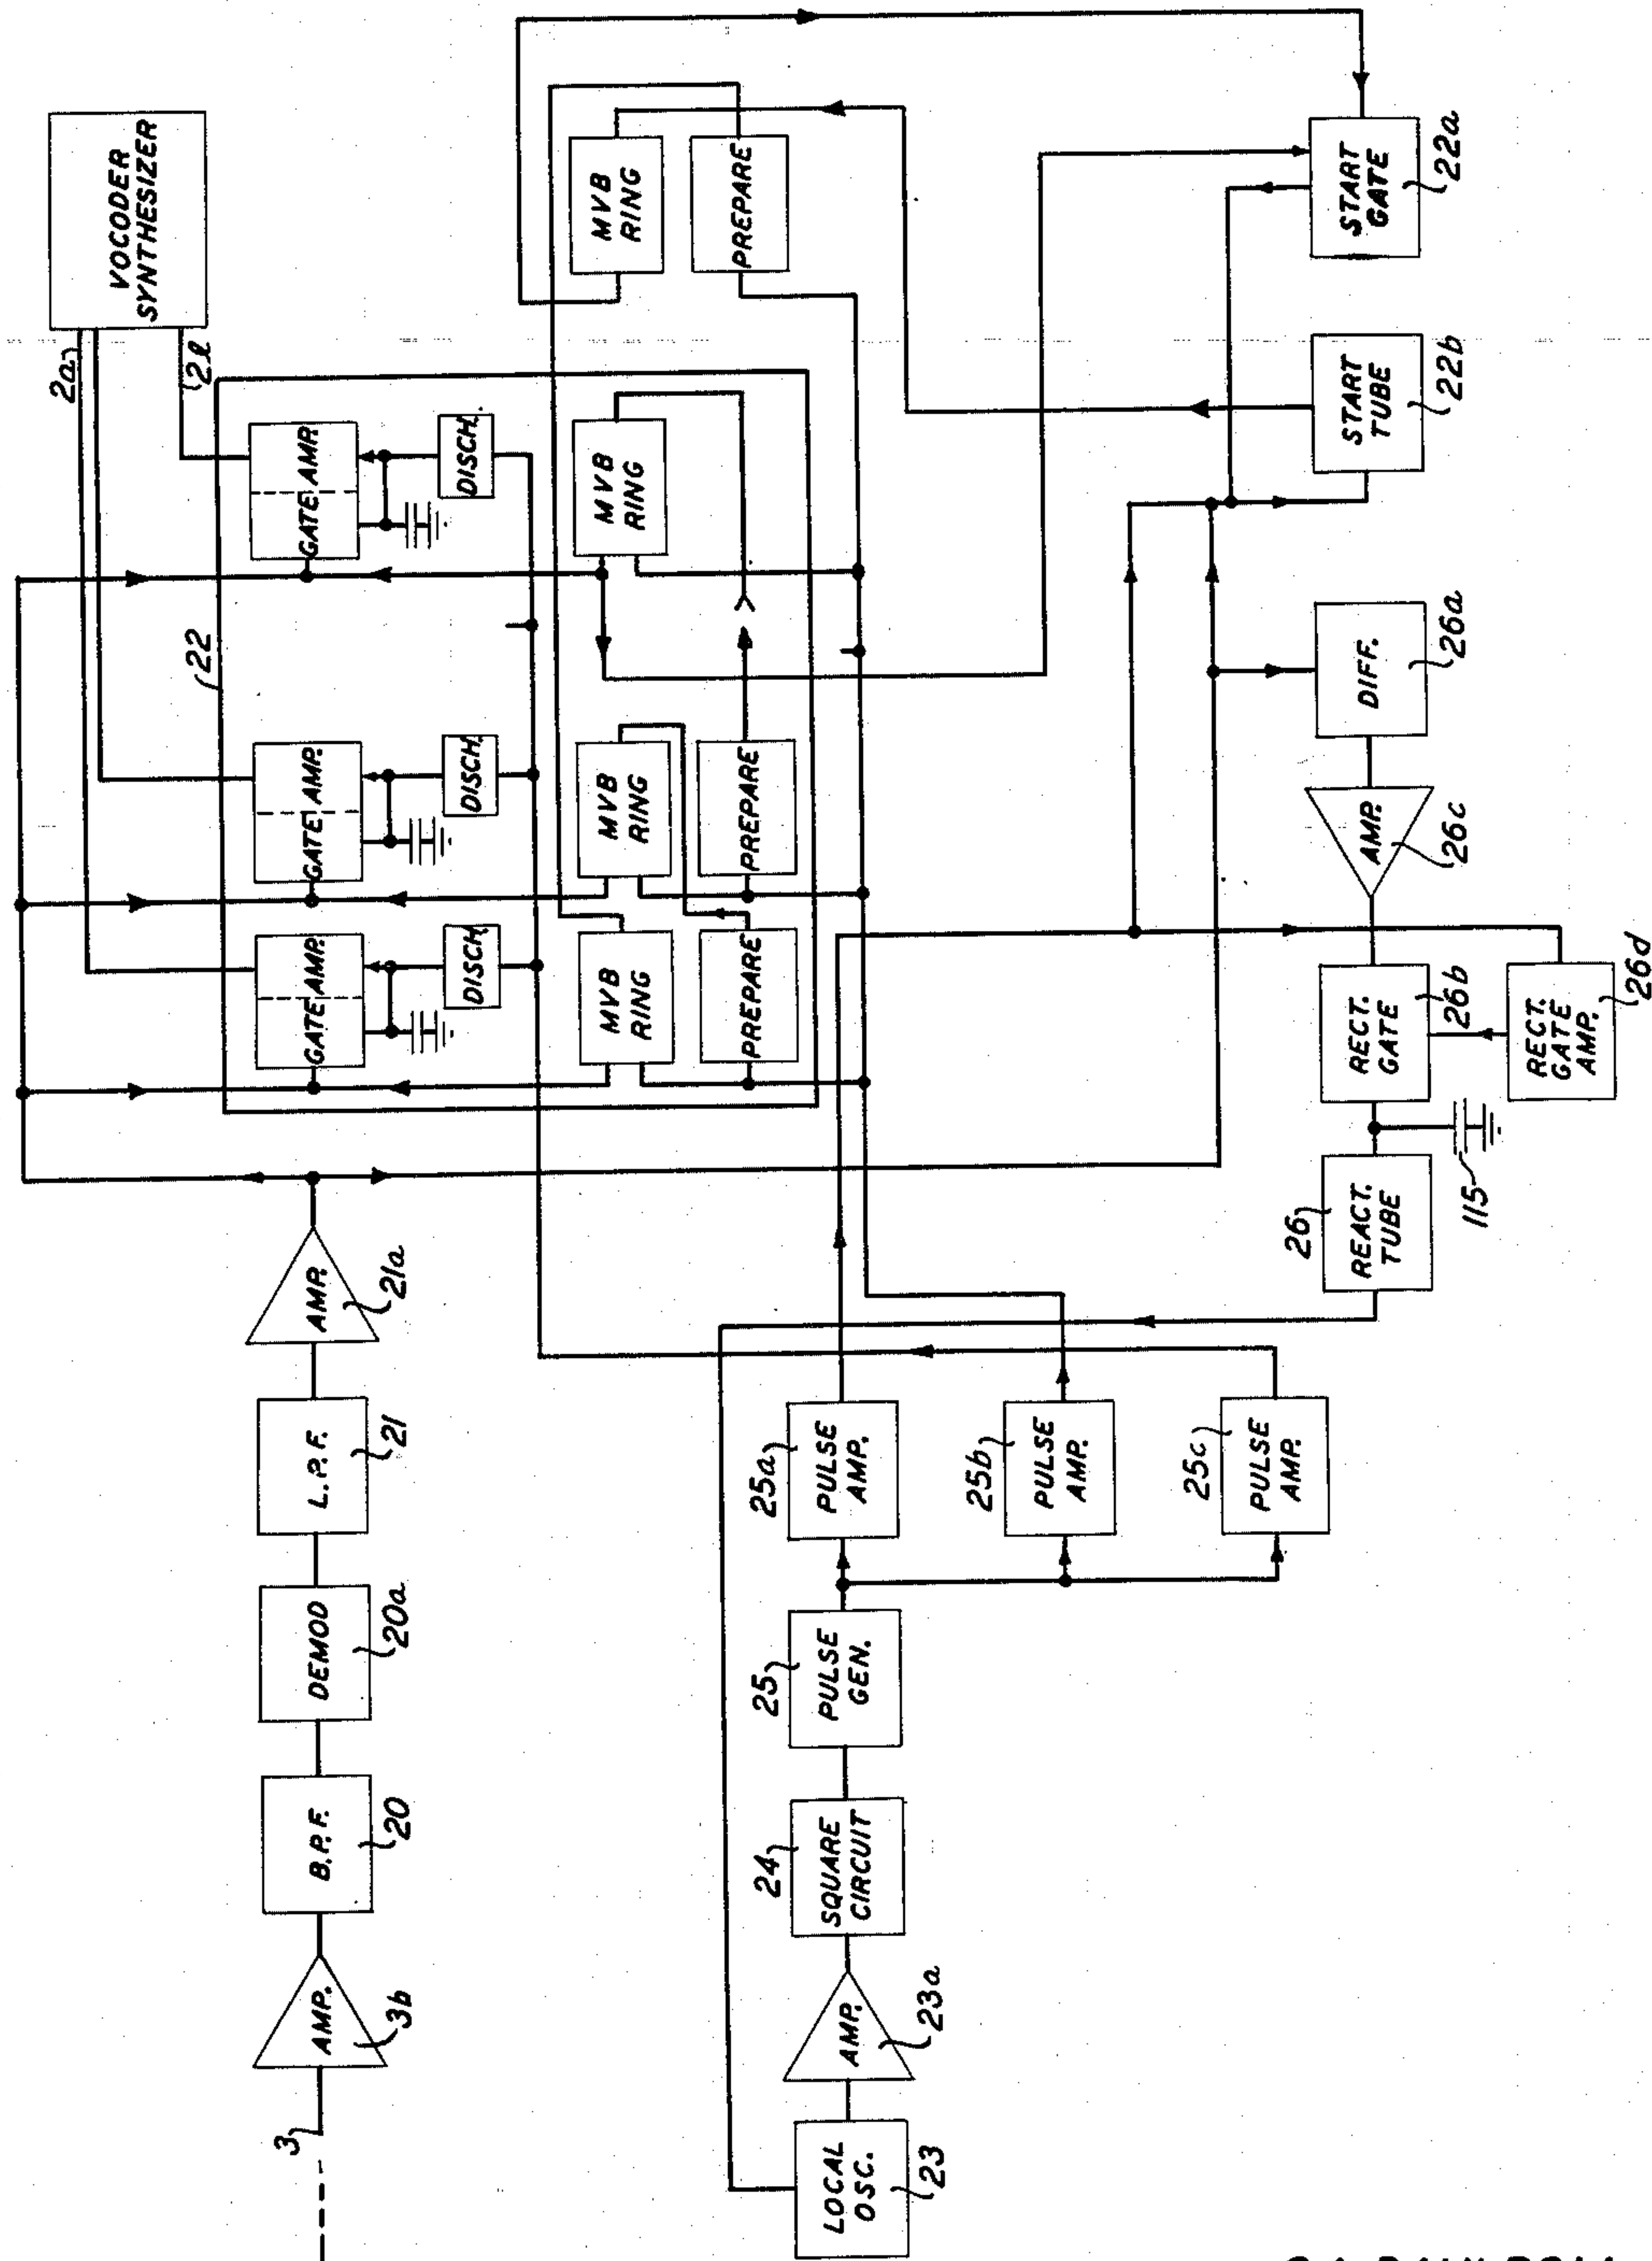 3
AMP.
3b
B.P.F.
20
DEMOD
20a
L.P.F.
21
AMP.
21a
22
GATE AMP.
GATE AMP.
GATE AMP.
DISCH.
DISCH.
DISCH.
MVB
RING
MVB
RING
MVB
RING
MVB
RING
PREPARE
PREPARE
PREPARE
2a
2l
VOCODER
SYNTHESIZER
LOCAL
OSC.
23
AMP.
23a
SQUARE
CIRCUIT
24
PULSE
GEN.
25
PULSE
AMP.
25a
PULSE
AMP.
25b
PULSE
AMP.
25c
REACT.
TUBE
26
115
RECT.
GATE
26b
RECT.
GATE
AMP.
26d
AMP.
26c
DIFF.
26a
START
TUBE
22b
START
GATE
22a